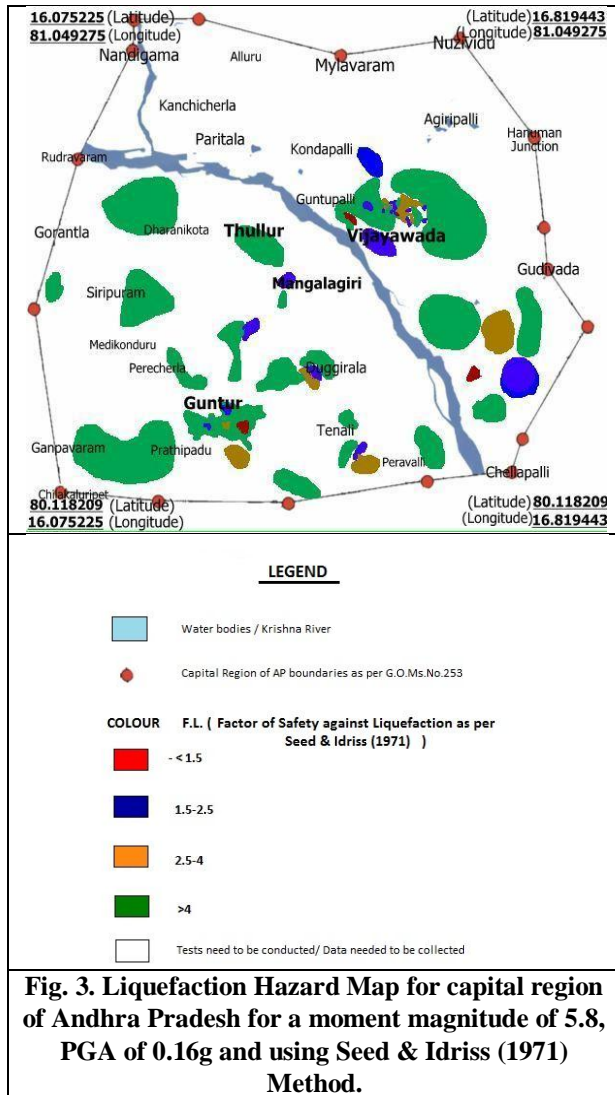 16.075225 (Latitude)
81.049275 (Longitude)
(Latitude) 16.819443
(Longitude) 81.049275
Nandigama
Alluru
Mylavaram
Nuzividu
Kanchicherla
Paritala
Kondapalli
Agiripalli
Hanuman
Junction
Rudravaram
Guntupalli
Gorantla
Dharanikota
Thullur
Vijayawada
Gudivada
Siripuram
Mangalagiri
Medikonduru
Perecherla
Duggirala
Guntur
Ganpavaram
Prathipadu
Tenali
Peravalli
Chellapalli
Chilakaluripet
80.118209 (Latitude)
16.075225 (Longitude)
(Latitude) 80.118209
(Longitude) 16.819443
LEGEND
Water bodies / Krishna River
Capital Region of AP boundaries as per G.O.Ms.No.253
COLOUR F.L. ( Factor of Safety against Liquefaction as per
Seed & Idriss (1971) )
- < 1.5
1.5-2.5
2.5-4
>4
Tests need to be conducted/ Data needed to be collected
Fig. 3. Liquefaction Hazard Map for capital region
of Andhra Pradesh for a moment magnitude of 5.8,
PGA of 0.16g and using Seed & Idriss (1971)
Method.